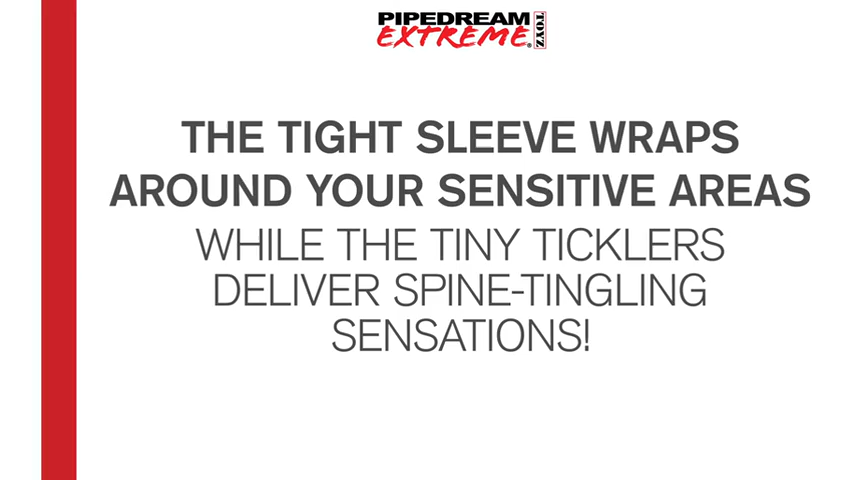 PIPEDREAM
EXTREME® TOYZ
THE TIGHT SLEEVE WRAPS
AROUND YOUR SENSITIVE AREAS
WHILE THE TINY TICKLERS
DELIVER SPINE-TINGLING
SENSATIONS!